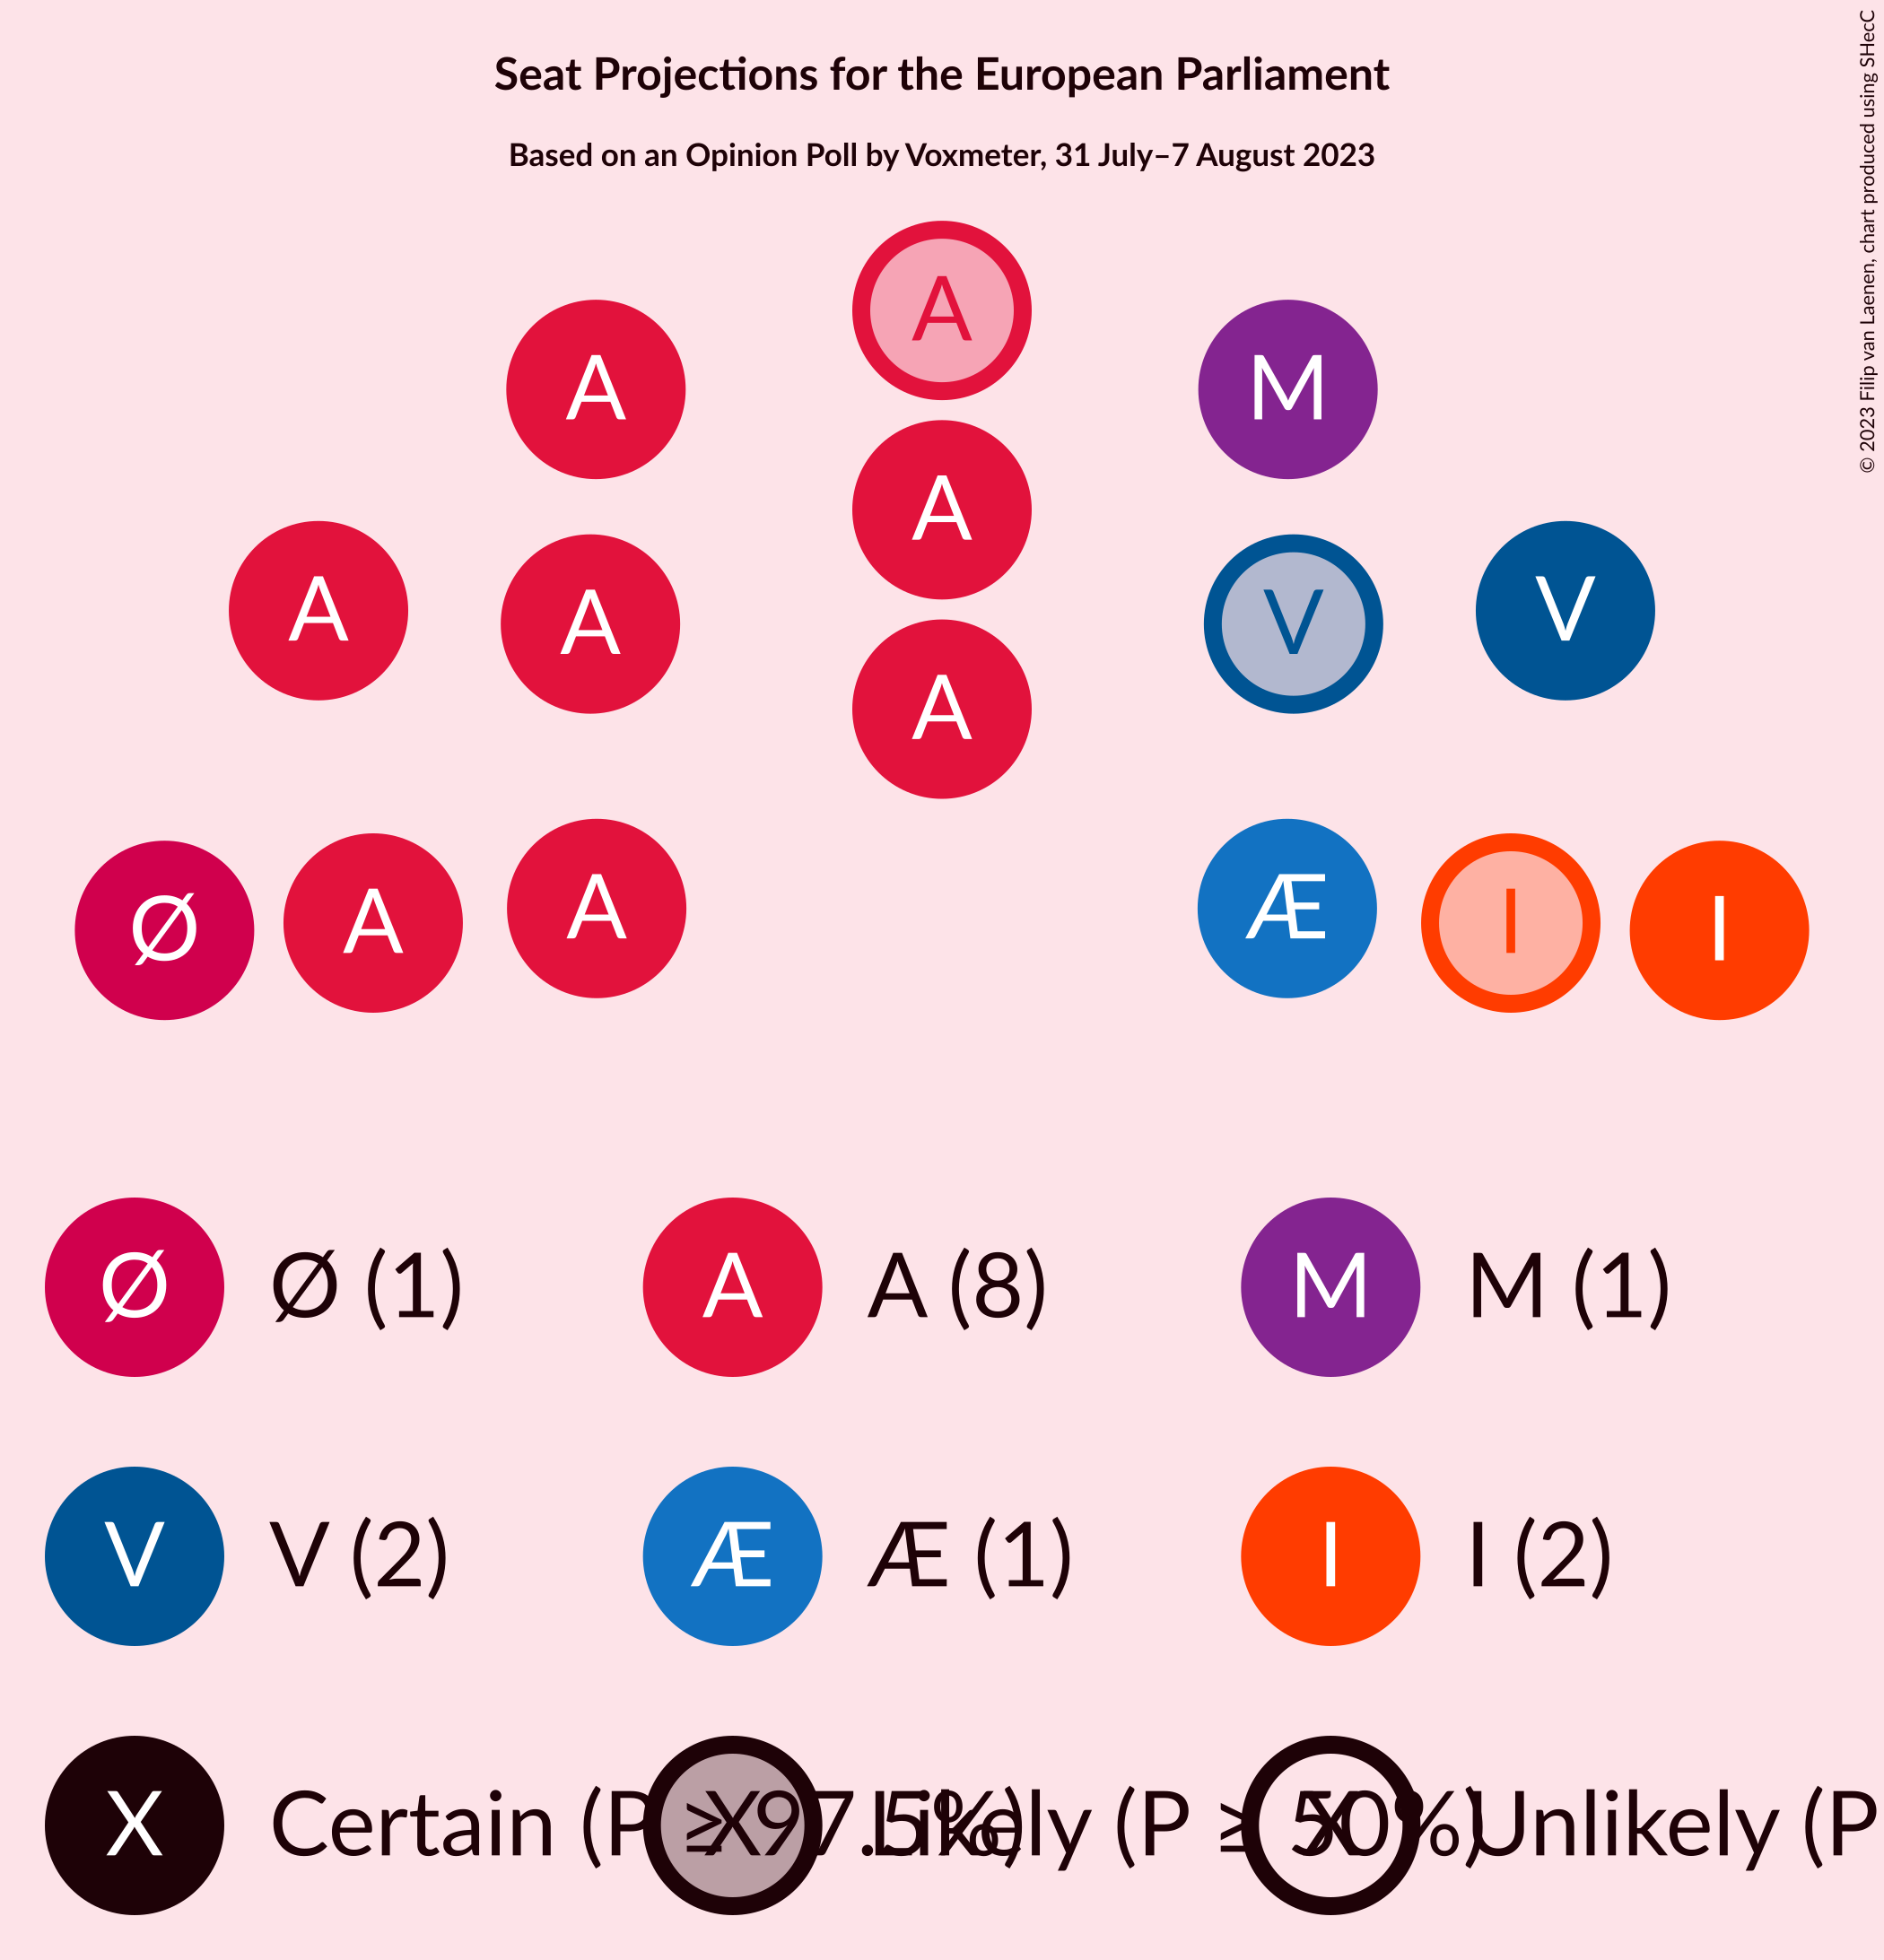 Seat Projections for the European Parliament
Based on an Opinion Poll by Voxmeter, 31 July–7 August 2023
© 2023 Filip van Laenen, chart produced using SHecC
A
A M
A
A V
A V
A
Æ
Ø A A I I
Ø Ø (1) A A (8) M M (1)
V V (2) Æ Æ (1) I I (2)
X Certain (P ≥ 97.5%) X Likely (P ≥ 50%) X Unlikely (P